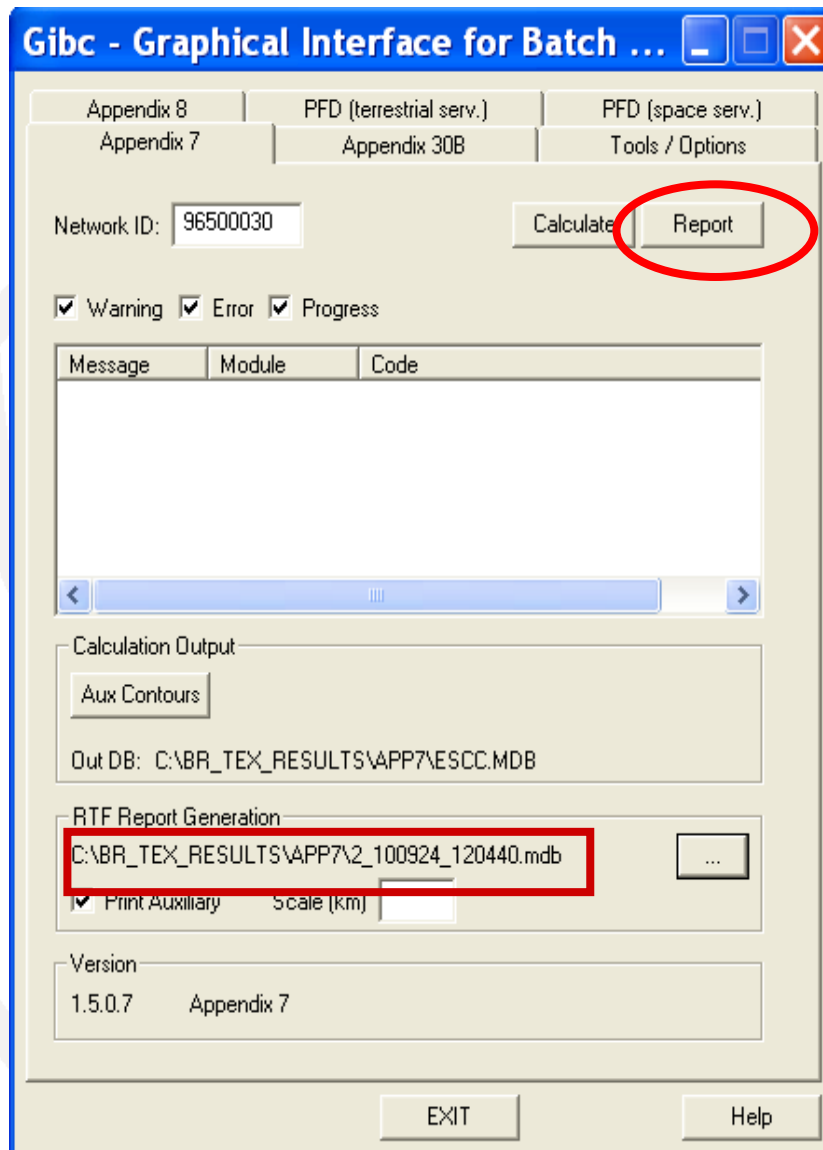 Gibc - Graphical Interface for Batch ...
Appendix 8 PFD (terrestrial serv.) PFD (space serv.)
Appendix 7 Appendix 30B Tools / Options
Network ID: 96500030 Calculate Report
Warning Error Progress
Message Module Code
Calculation Output
Aux Contours
Out DB: C:\BR_TEX_RESULTS\APP7\ESCC.MDB
RTF Report Generation
C:\BR_TEX_RESULTS\APP7\2_100924_120440.mdb ...
Print Auxiliary Scale (km)
Version
1.5.0.7 Appendix 7
EXIT Help